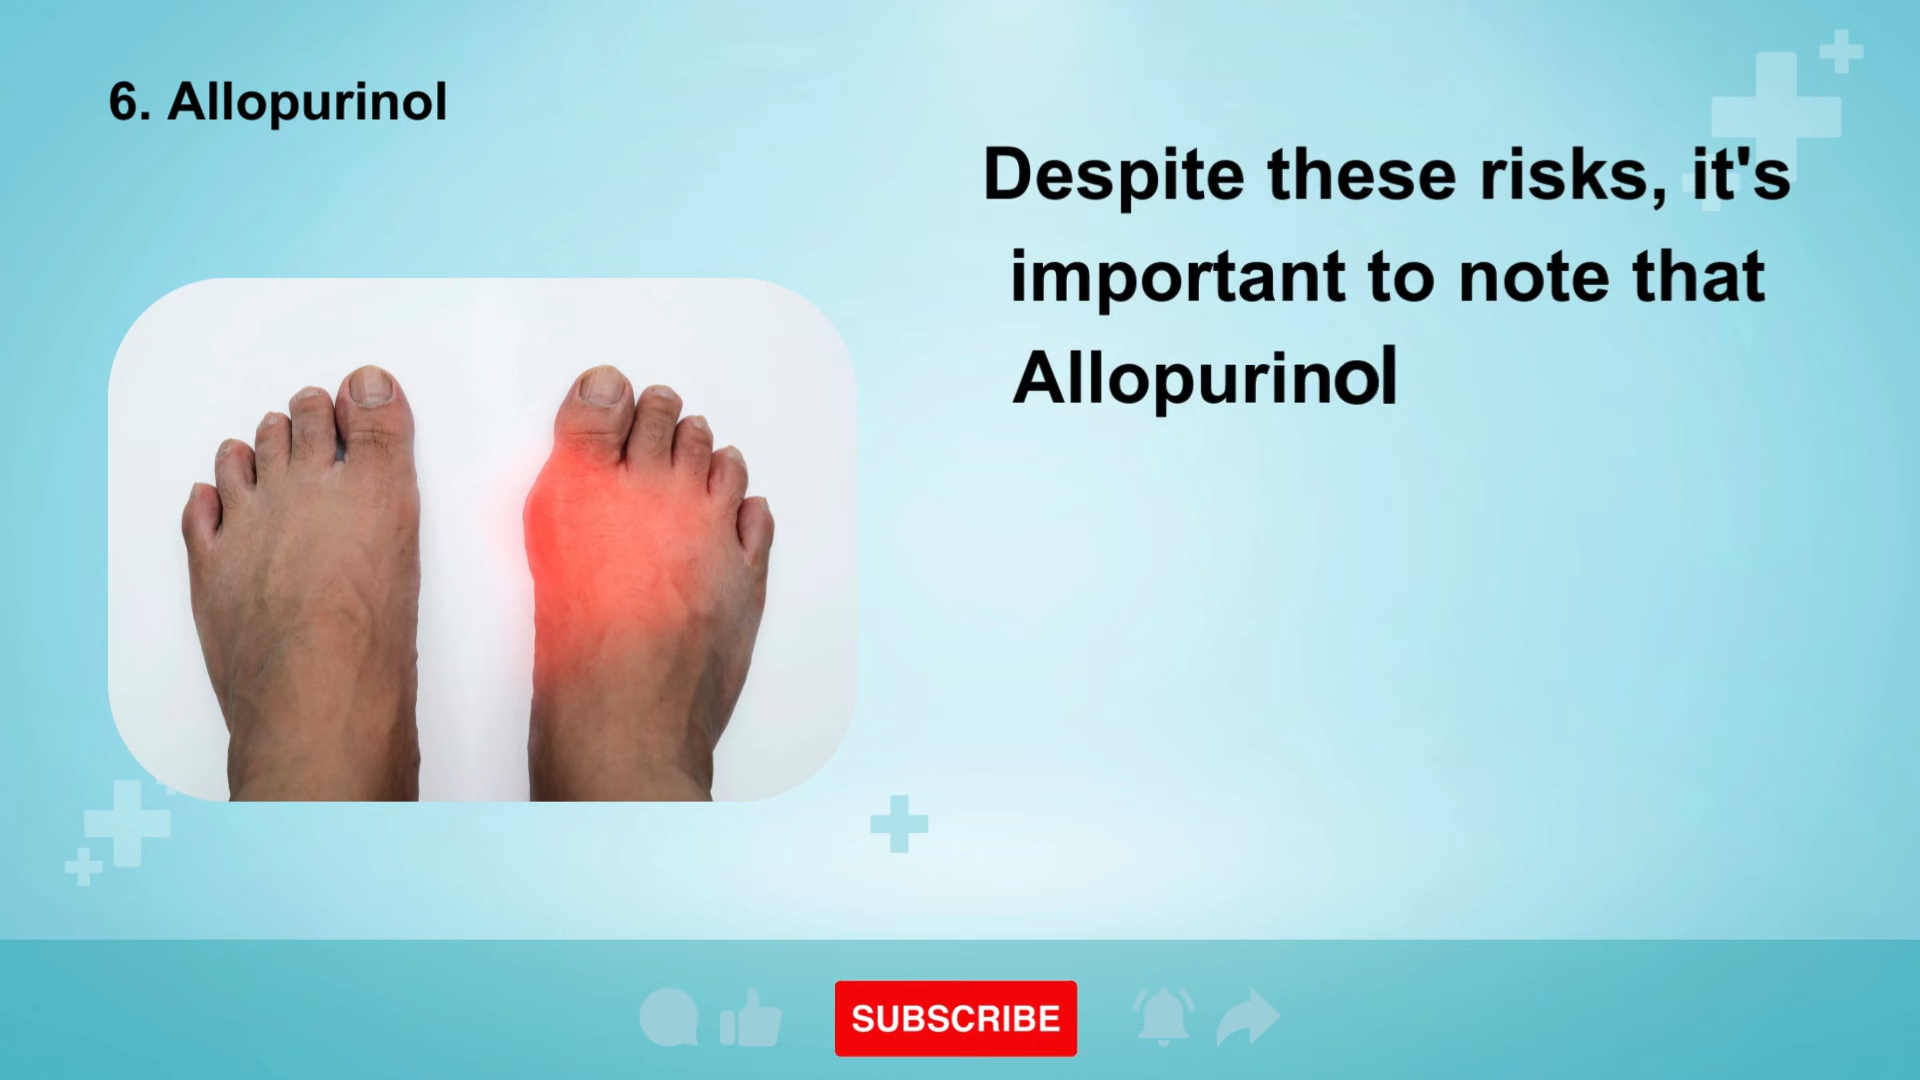 6. Allopurinol
Despite these risks, it's
important to note that
Allopurinol
SUBSCRIBE